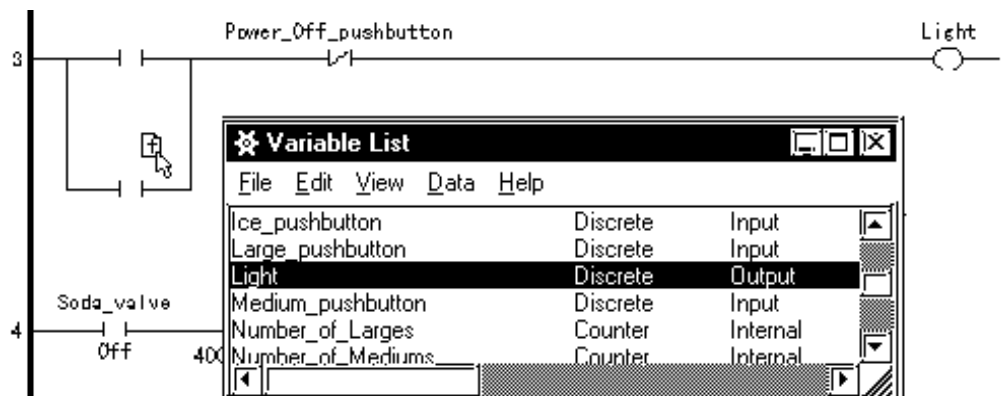 Power_Off_pushbutton Light
3
Variable List
File Edit View Data Help
Ice_pushbutton Discrete Input
Large_pushbutton Discrete Input
Light Discrete Output
Medium_pushbutton Discrete Input
Number_of_Larges Counter Internal
Number_of_Mediums Counter Internal
Soda_valve
4
Off 400